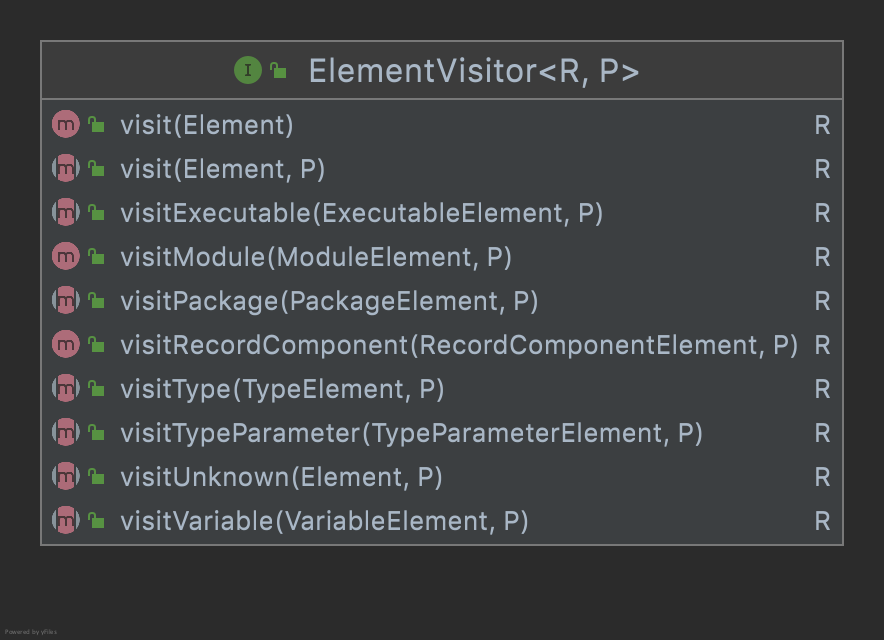 I ElementVisitor<R, P>
m visit(Element) R
m visit(Element, P) R
m visitExecutable(ExecutableElement, P) R
m visitModule(ModuleElement, P) R
m visitPackage(PackageElement, P) R
m visitRecordComponent(RecordComponentElement, P) R
m visitType(TypeElement, P) R
m visitTypeParameter(TypeParameterElement, P) R
m visitUnknown(Element, P) R
m visitVariable(VariableElement, P) R
Powered by yFiles